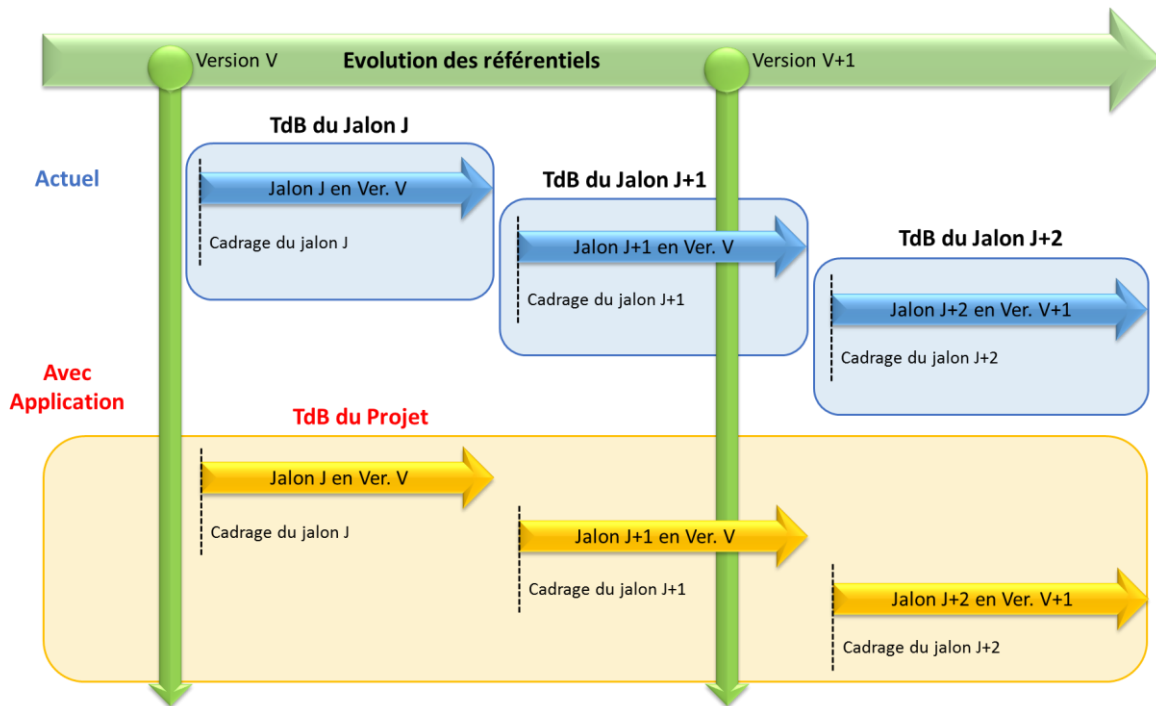 Version V
Evolution des référentiels
Version V+1
TdB du Jalon J
Actuel
Jalon J en Ver. V
Cadrage du jalon J
TdB du Jalon J+1
Jalon J+1 en Ver. V
Cadrage du jalon J+1
TdB du Jalon J+2
Jalon J+2 en Ver. V+1
Cadrage du jalon J+2
Avec
Application
TdB du Projet
Jalon J en Ver. V
Cadrage du jalon J
Jalon J+1 en Ver. V
Cadrage du jalon J+1
Jalon J+2 en Ver. V+1
Cadrage du jalon J+2